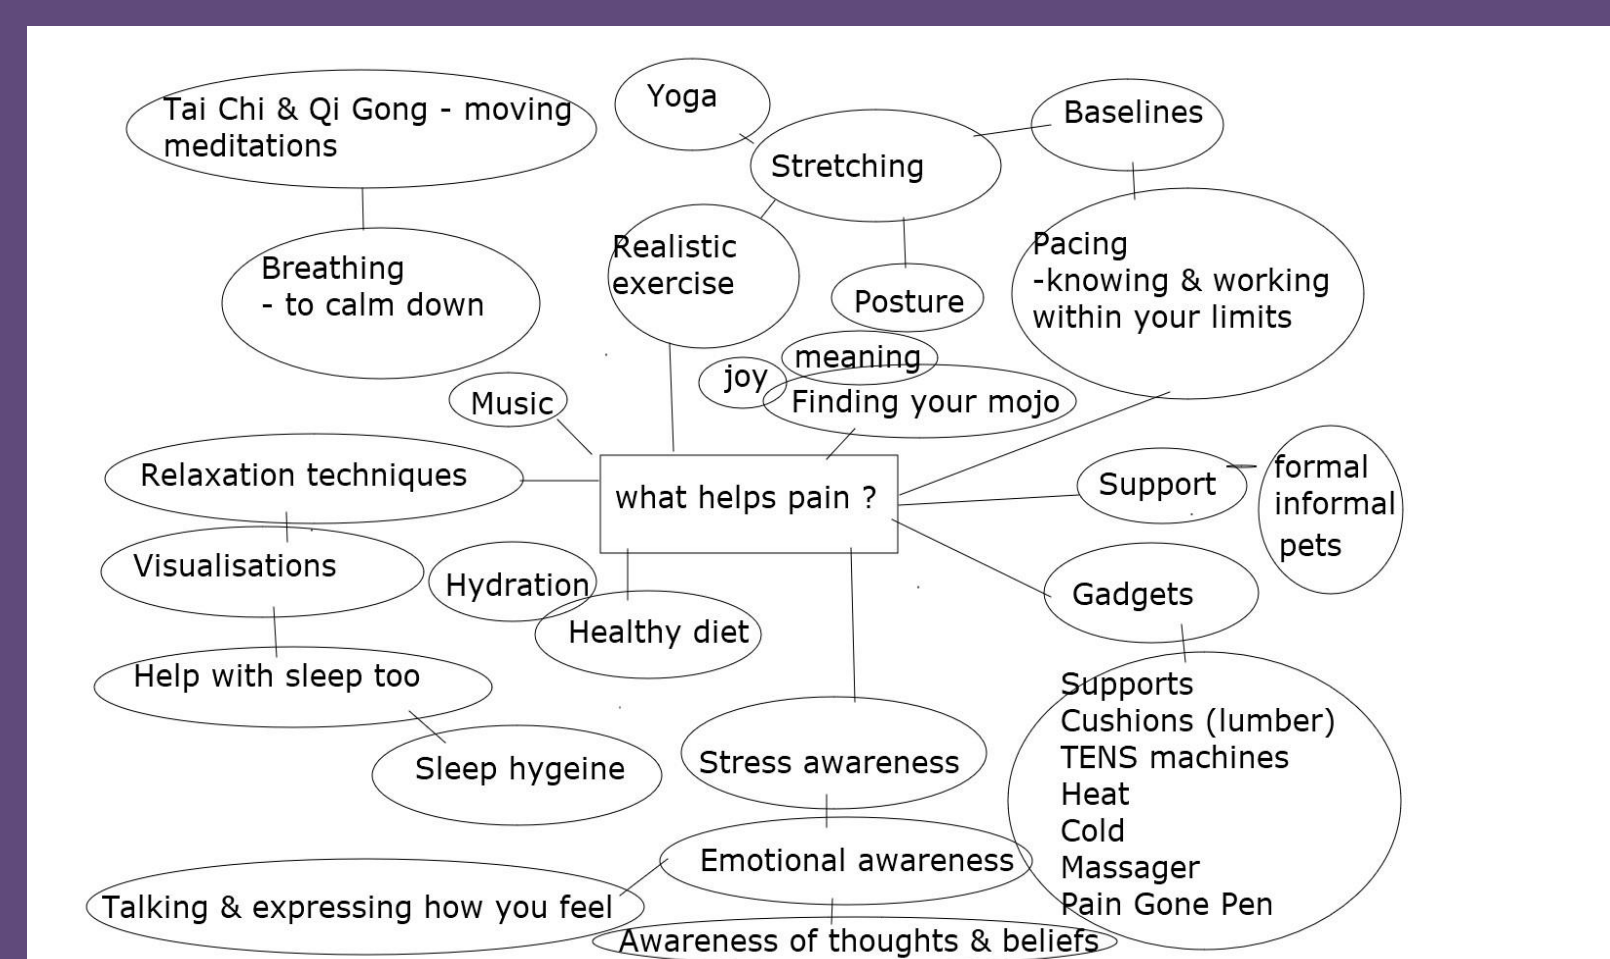 Tai Chi & Qi Gong - moving
meditations
Yoga
Stretching
Baselines
Breathing
- to calm down
Realistic
exercise
Posture
Pacing
-knowing & working
within your limits
Music
joy
meaning
Finding your mojo
Relaxation techniques
what helps pain ?
Support
formal
informal
pets
Visualisations
Hydration
Healthy diet
Gadgets
Help with sleep too
Sleep hygeine
Stress awareness
Supports
Cushions (lumber)
TENS machines
Heat
Cold
Massager
Pain Gone Pen
Emotional awareness
Talking & expressing how you feel
Awareness of thoughts & beliefs